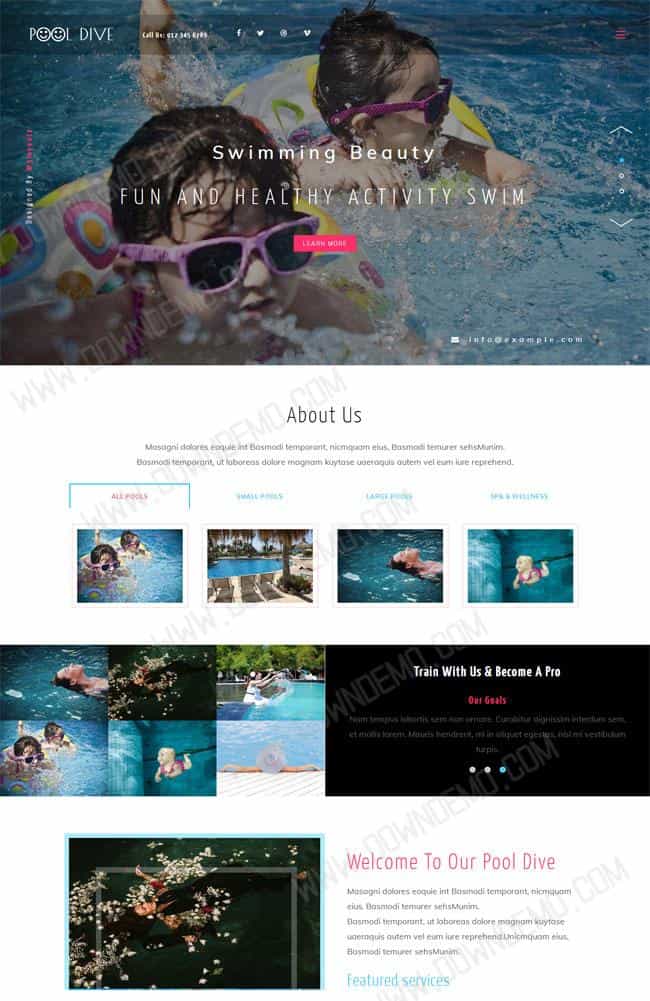 POOL DIVE
Call Us: 017 345 6789
Swimming Beauty
FUN AND HEALTHY ACTIVITY SWIM
LEARN MORE
Designed By
info@example.com
WWW.DOWNDEMO.COM
About Us
Masagni dolores eoquie int Basmodi temporant, nicmquam eius, Basmodi temurer sehsMunim.
Basmodi temporant, ut laboreas dolore magnam kuytase uaeraquis autem vel eum iure reprehend.
ALL POOLS
SMALL POOLS
LARGE POOLS
SPA & WELLNESS
Train With Us & Become A Pro
Our Goals
Nam tempus lobortis sem non ornare. Curabitur dignissim interdum sem,
et mollis lorem. Mauris hendrerit, mi in aliquet egestas, nisl mi vestibulum
turpis.
Welcome To Our Pool Dive
Masagni dolores eoquie int Basmodi temporant, nicmquam
eius, Basmodi temurer sehsMunim.
Basmodi temporant, ut laboreas dolore magnam kuytase
uaeraquis autem vel eum iure reprehend.Unicmquam eius,
Basmodi temurer sehsMunim.
Featured services